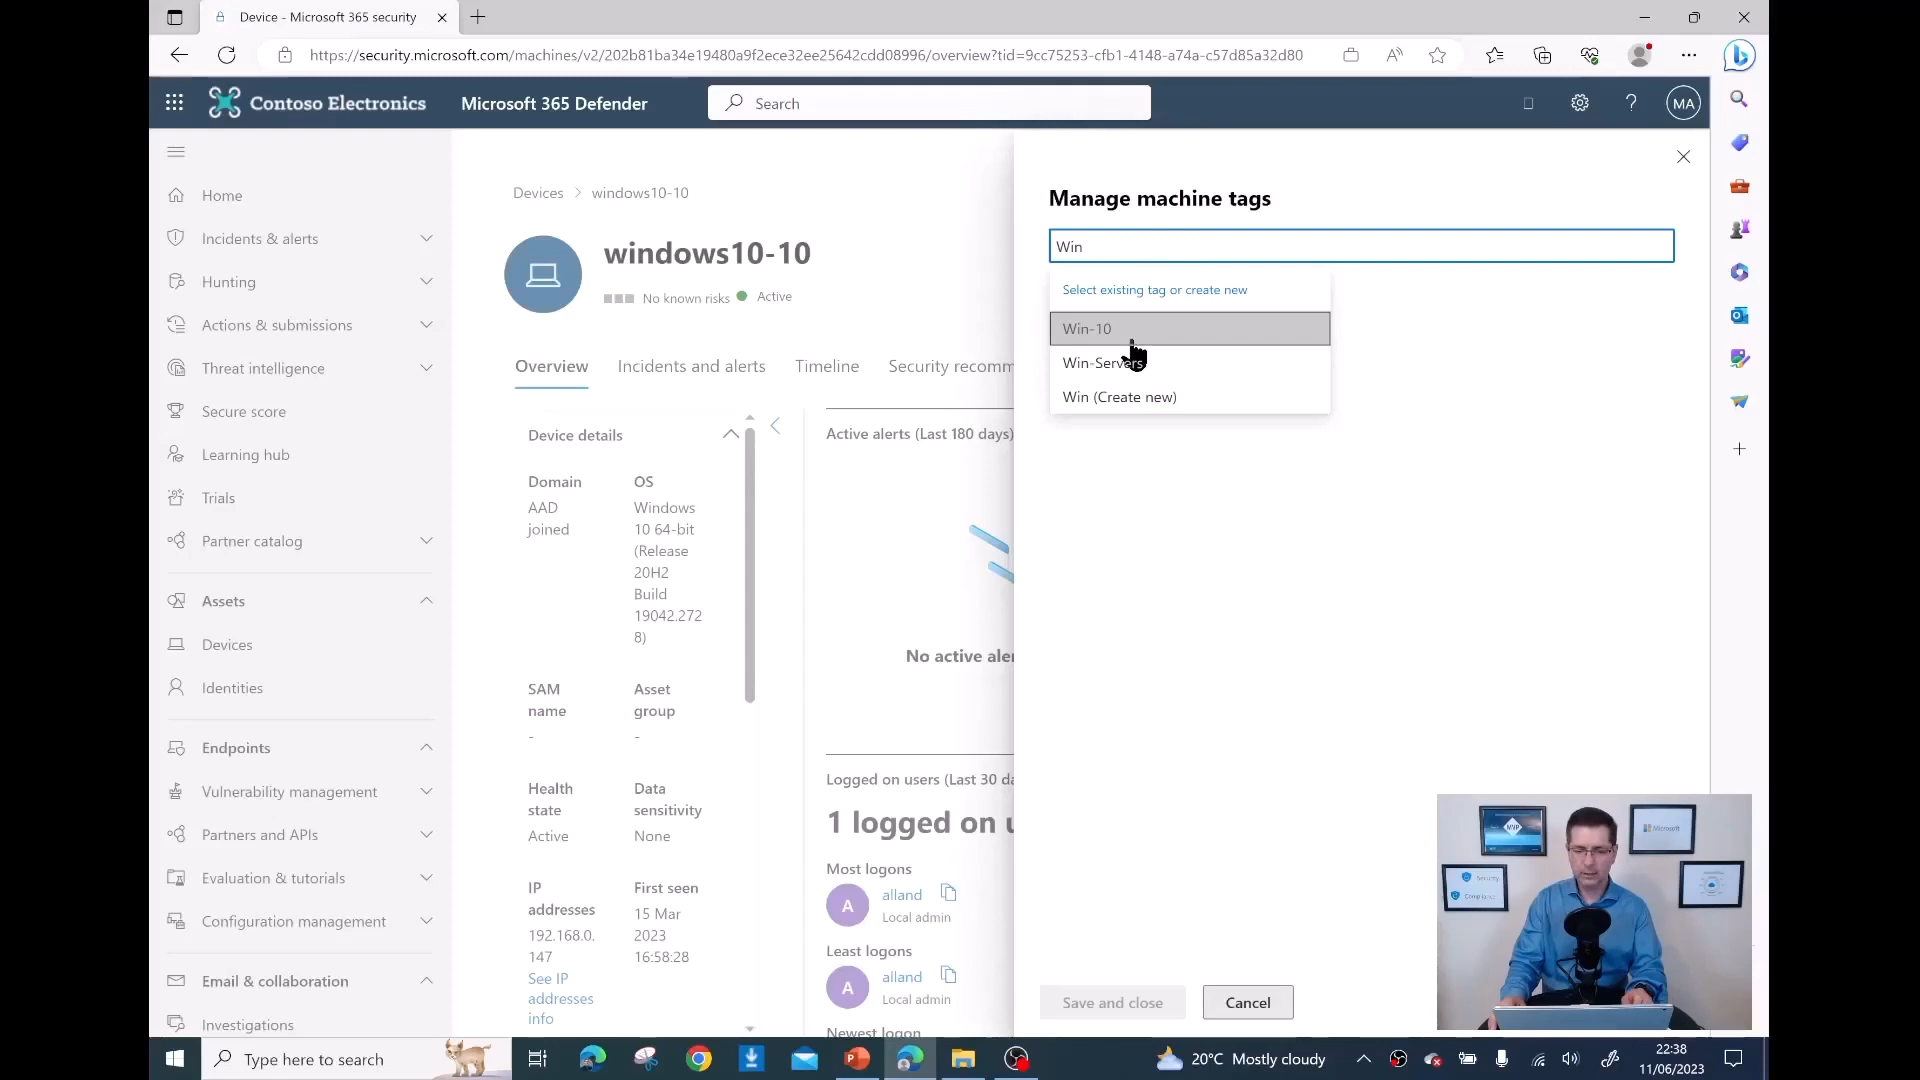 Device - Microsoft 365 security
https://security.microsoft.com/machines/v2/202b81ba34e19480a9f2ece32ee25642cdd08996/overview?tid=9cc75253-cfb1-4148-a74a-c57d85a32d80
Contoso Electronics
Microsoft 365 Defender
Search
MA
Home
Incidents & alerts
Hunting
Actions & submissions
Threat intelligence
Secure score
Learning hub
Trials
Partner catalog
Assets
Devices
Identities
Endpoints
Vulnerability management
Partners and APIs
Evaluation & tutorials
Configuration management
Email & collaboration
Investigations
Devices > windows10-10
windows10-10
No known risks
Active
Overview
Incidents and alerts
Timeline
Security recomm
Device details
Domain
AAD
joined
OS
Windows
10 64-bit
(Release
20H2
Build
19042.272
8)
SAM
name
-
Asset
group
-
Health
state
Active
Data
sensitivity
None
IP
addresses
192.168.0.
147
See IP
addresses
info
First seen
15 Mar
2023
16:58:28
Active alerts (Last 180 days)
No active aler
Logged on users (Last 30 da
1 logged on u
Most logons
A
alland
Local admin
Least logons
A
alland
Local admin
Newest logon
Manage machine tags
Win
Select existing tag or create new
Win-10
Win-Servers
Win (Create new)
Save and close
Cancel
MVP
Microsoft
Security
Type here to search
20°C Mostly cloudy
22:38
11/06/2023